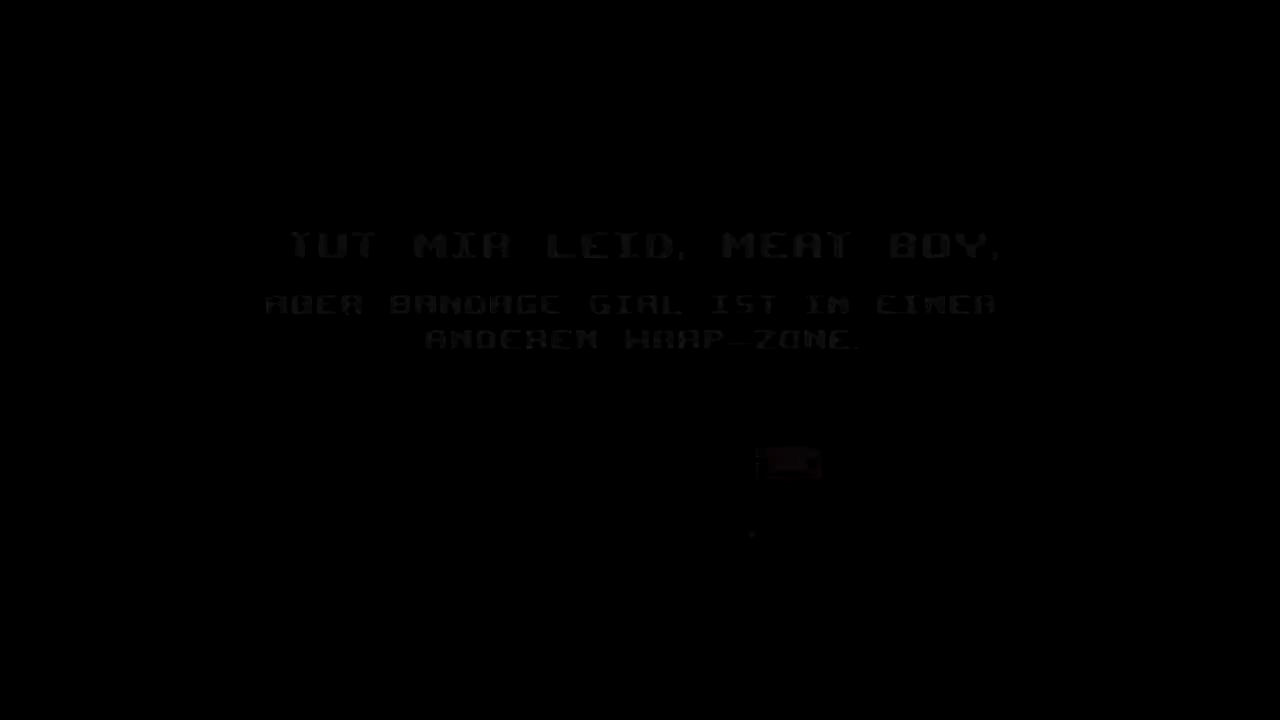 TUT MIR LEID, MEAT BOY,
ABER BANDAGE GIRL IST IN EINER
ANDEREN WARP-ZONE.